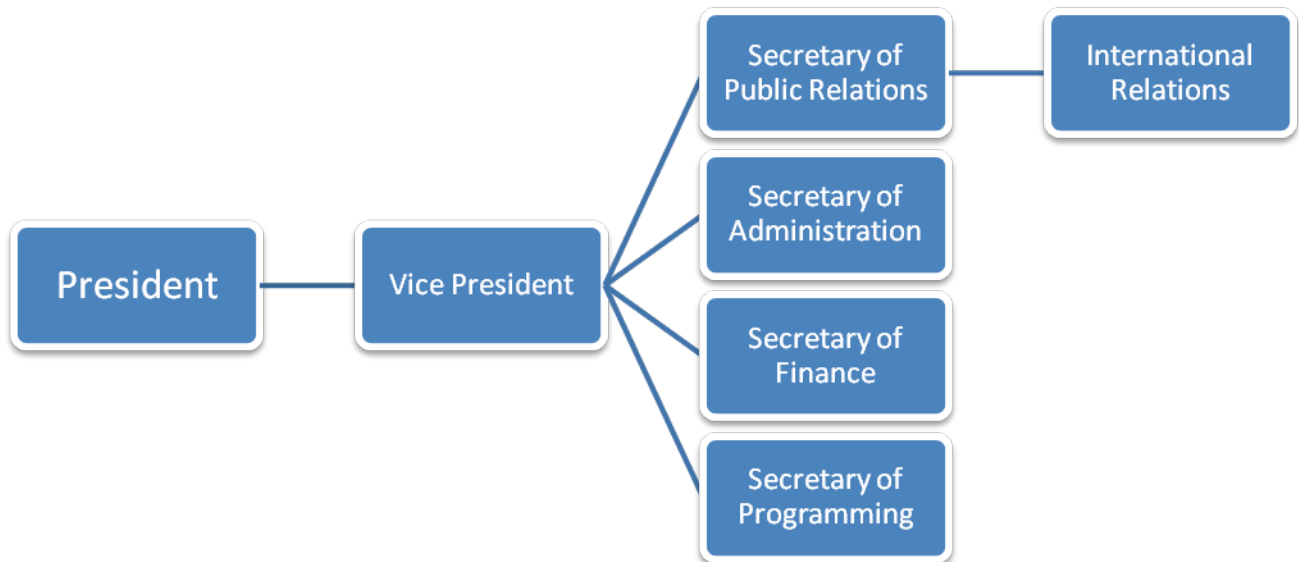 President
Vice President
Secretary of
Public Relations
International
Relations
Secretary of
Administration
Secretary of
Finance
Secretary of
Programming